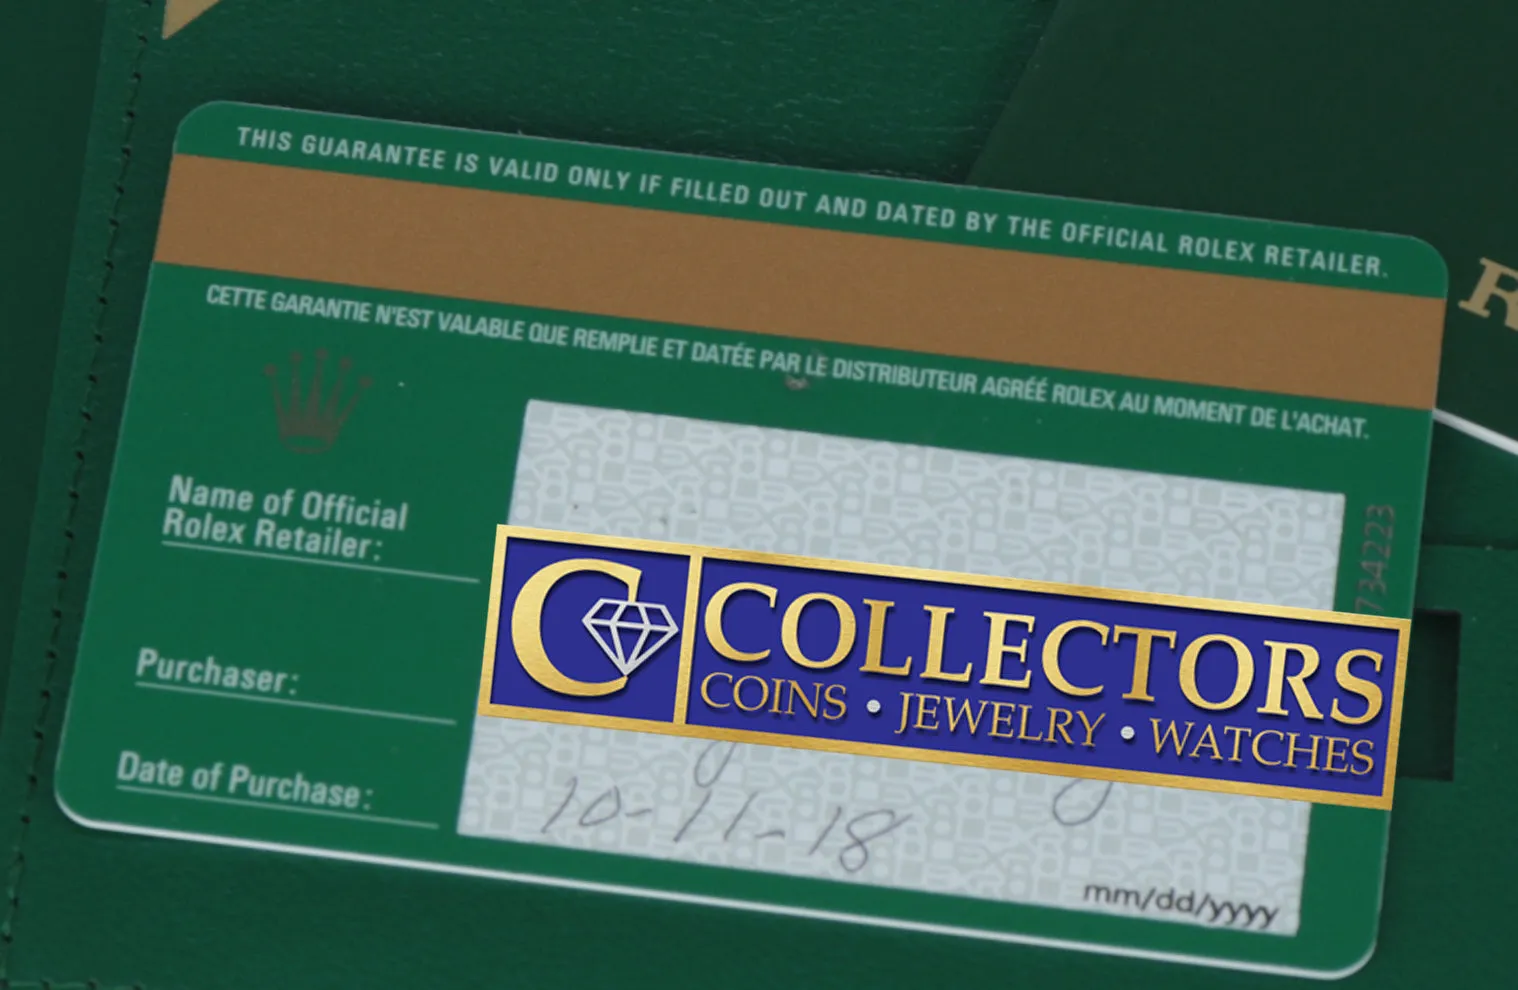 THIS GUARANTEE IS VALID ONLY IF FILLED OUT AND DATED BY THE OFFICIAL ROLEX RETAILER.
CETTE GARANTIE N'EST VALABLE QUE REMPLIE ET DATÉE PAR LE DISTRIBUTEUR AGRÉÉ ROLEX AU MOMENT DE L'ACHAT.
Name of Official
Rolex Retailer:
734223
C COLLECTORS
COINS • JEWELRY • WATCHES
Purchaser:
Date of Purchase:
10-11-18
mm/dd/yyyy